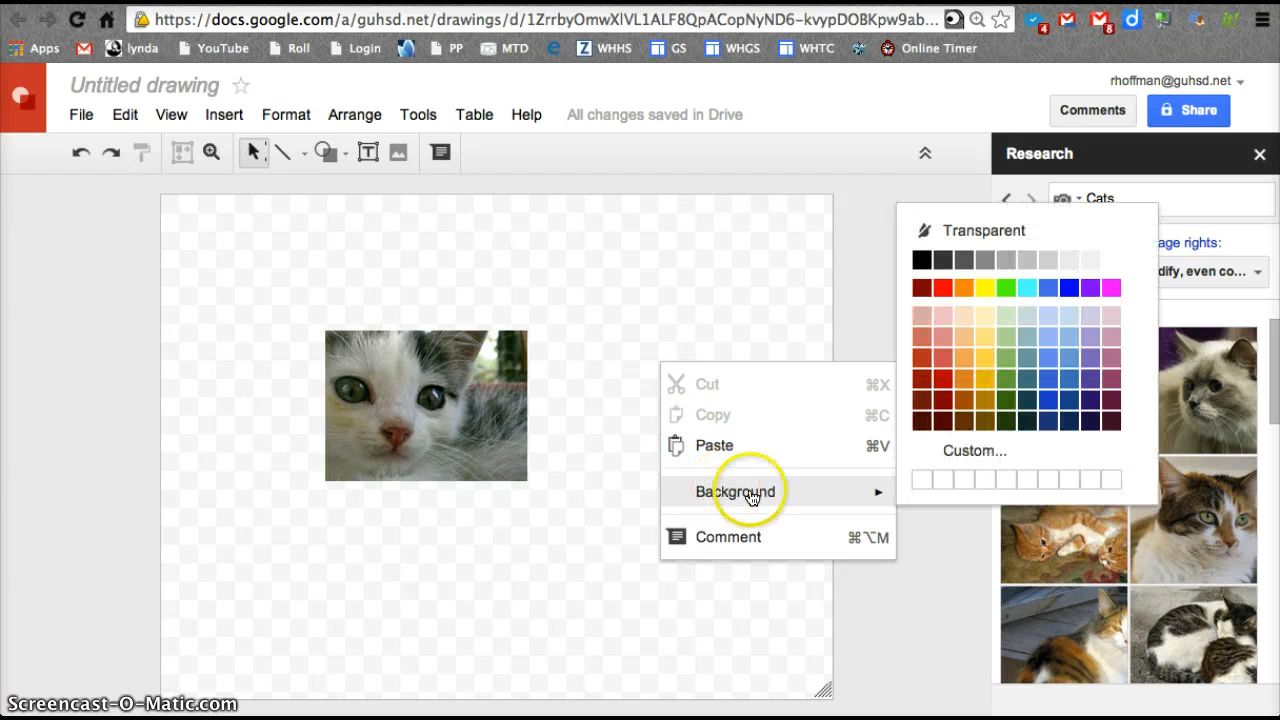 https://docs.google.com/a/guhsd.net/drawings/d/1ZrrbyOmwXlVL1ALF8QpACopNyND6-kvypDOBKpw9ab...
4
8
Apps
lynda
YouTube
Roll
Login
PP
MTD
WHHS
GS
WHGS
WHTC
Online Timer
Untitled drawing
rhoffman@guhsd.net
File Edit View Insert Format Arrange Tools Table Help All changes saved in Drive
Comments
Share
Research
Cats
Transparent
age rights:
dify, even co...
Cut ⌘X
Copy ⌘C
Paste ⌘V
Custom...
Background
Comment ⌘⌥M
Screencast-O-Matic.com